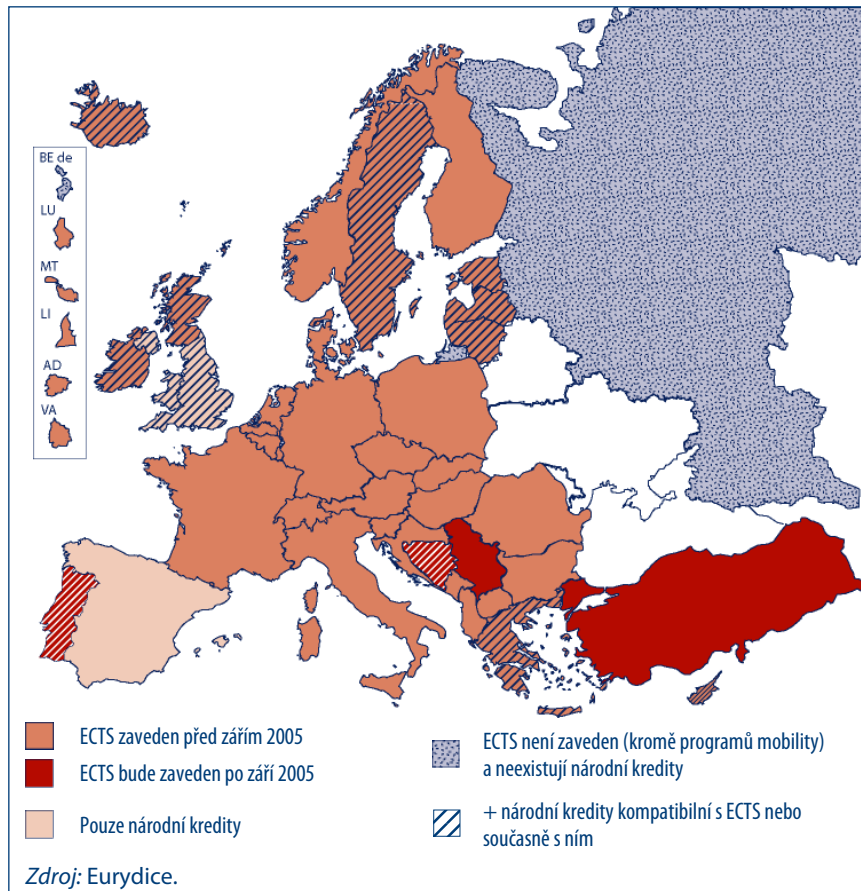 BE de
LU
MT
LI
AD
VA
ECTS zaveden před zářím 2005
ECTS bude zaveden po září 2005
Pouze národní kredity
ECTS není zaveden (kromě programů mobility)
a neexistují národní kredity
+ národní kredity kompatibilní s ECTS nebo
současně s ním
Zdroj: Eurydice.